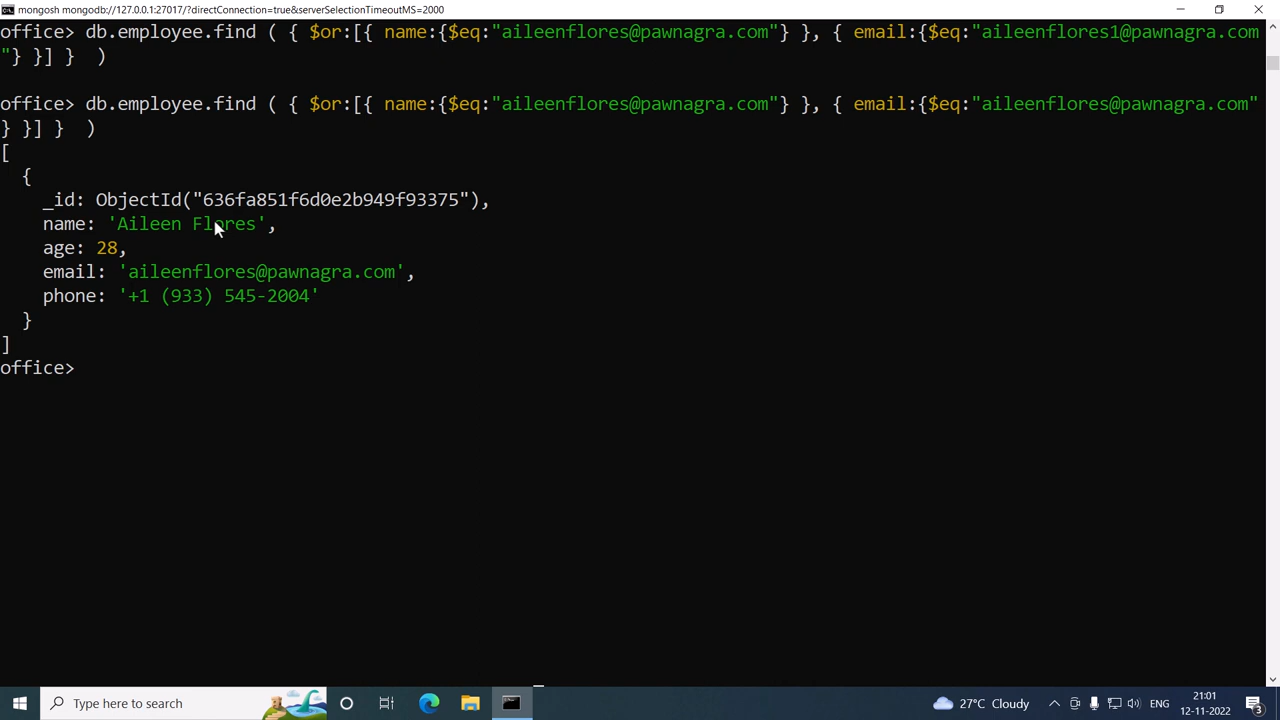 mongosh mongodb://127.0.0.1:27017/?directConnection=true&serverSelectionTimeoutMS=2000
office> db.employee.find ( { $or:[{ name:{$eq:"aileenflores@pawnagra.com"} }, { email:{$eq:"aileenflores1@pawnagra.com
"} }] }  )
office> db.employee.find ( { $or:[{ name:{$eq:"aileenflores@pawnagra.com"} }, { email:{$eq:"aileenflores@pawnagra.com"
} }] }  )
[
  {
    _id: ObjectId("636fa851f6d0e2b949f93375"),
    name: 'Aileen Flores',
    age: 28,
    email: 'aileenflores@pawnagra.com',
    phone: '+1 (933) 545-2004'
  }
]
office>
Type here to search
27°C Cloudy
ENG
21:01
12-11-2022
3